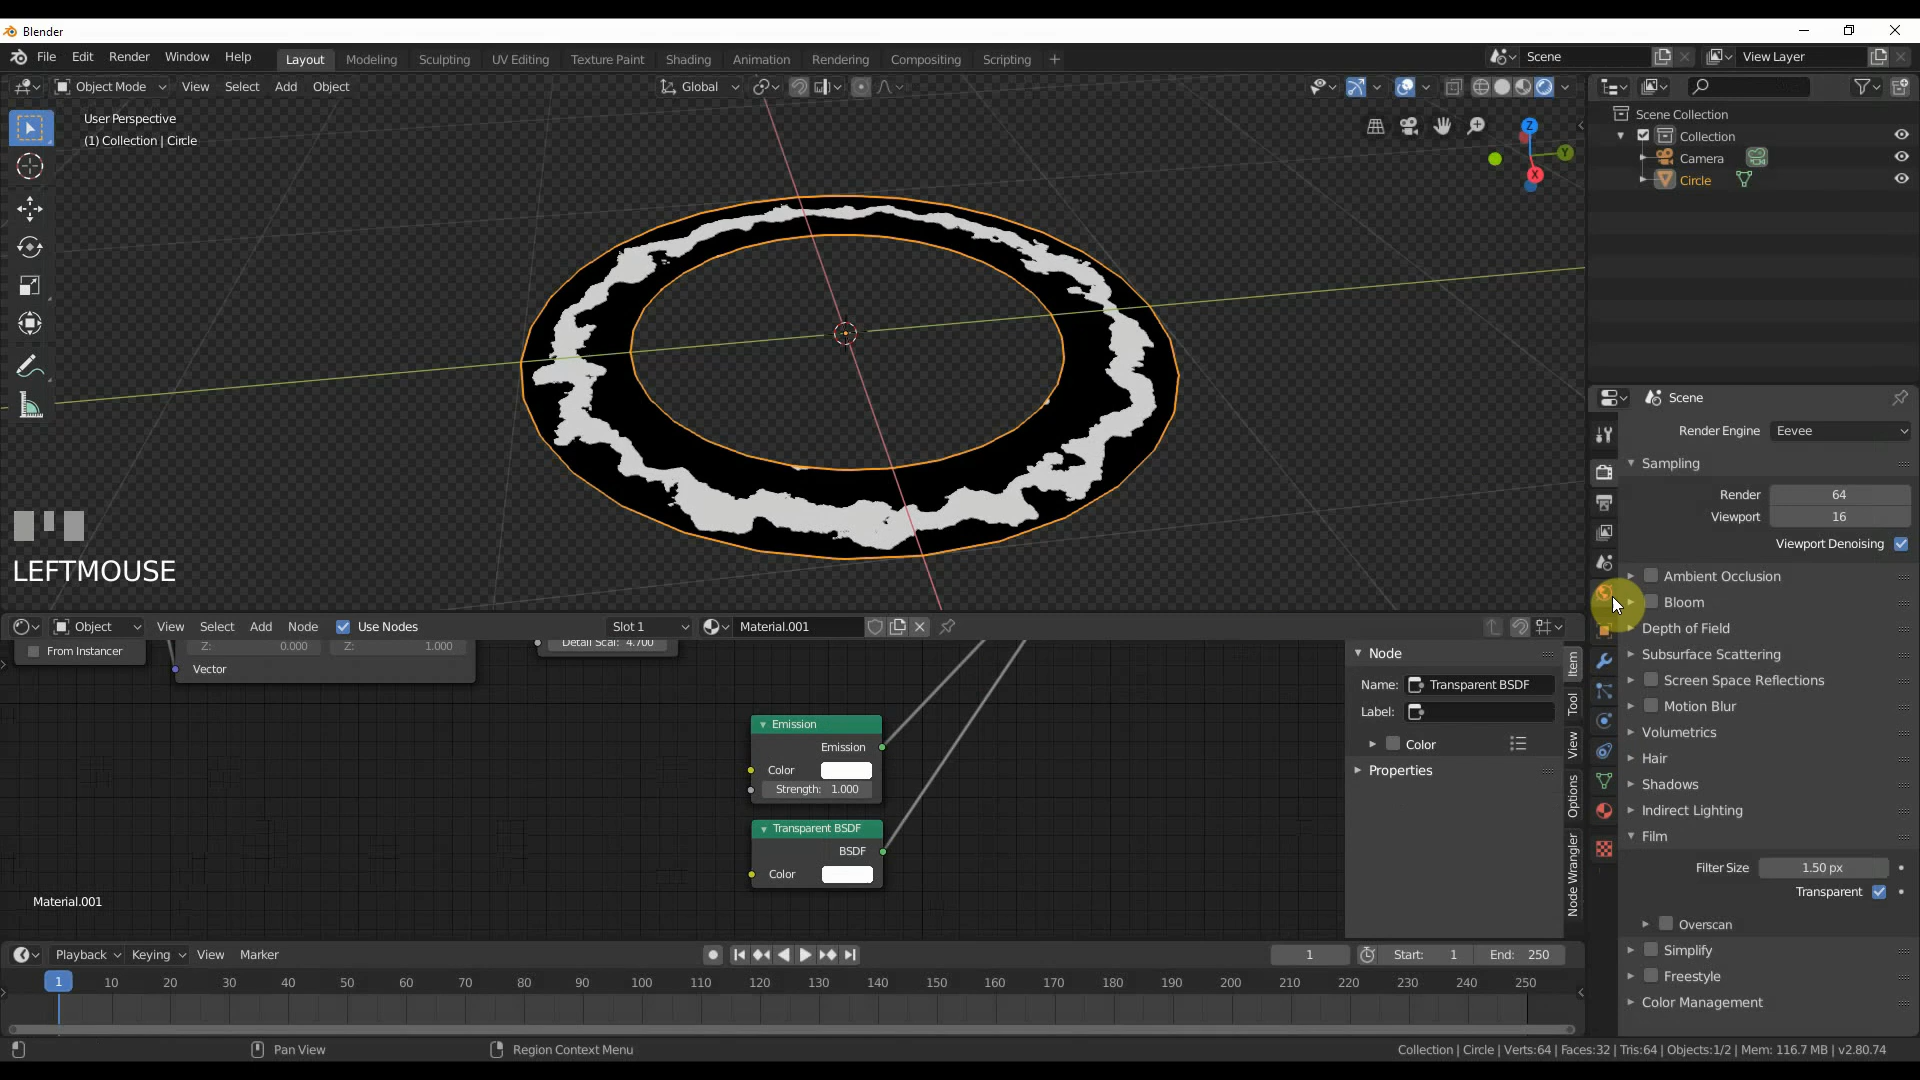 Blender
File Edit Render Window Help
Layout Modeling Sculpting UV Editing Texture Paint Shading Animation Rendering Compositing Scripting +
Scene
View Layer
Object Mode View Select Add Object
Global
User Perspective
(1) Collection | Circle
Z
Y
X
LEFTMOUSE
Scene Collection
Collection
Camera
Circle
Scene
Render Engine Eevee
Sampling
Render 64
Viewport 16
Viewport Denoising
Ambient Occlusion
Bloom
Depth of Field
Subsurface Scattering
Screen Space Reflections
Motion Blur
Volumetrics
Hair
Shadows
Indirect Lighting
Film
Filter Size 1.50 px
Transparent
Overscan
Simplify
Freestyle
Color Management
Object View Select Add Node Use Nodes
Slot 1
Material.001
From Instancer
Z: 0.000
Z: 1.000
Vector
Detail Scal: 4.700
Emission
Emission
Color
Strength: 1.000
Transparent BSDF
BSDF
Color
Material.001
Node
Name: Transparent BSDF
Label:
Color
Properties
Item
Tool
View
Options
Node Wrangler
Playback Keying View Marker
1
Start: 1
End: 250
1 10 20 30 40 50 60 70 80 90 100 110 120 130 140 150 160 170 180 190 200 210 220 230 240 250
Pan View
Region Context Menu
Collection | Circle | Verts:64 | Faces:32 | Tris:64 | Objects:1/2 | Mem: 116.7 MB | v2.80.74